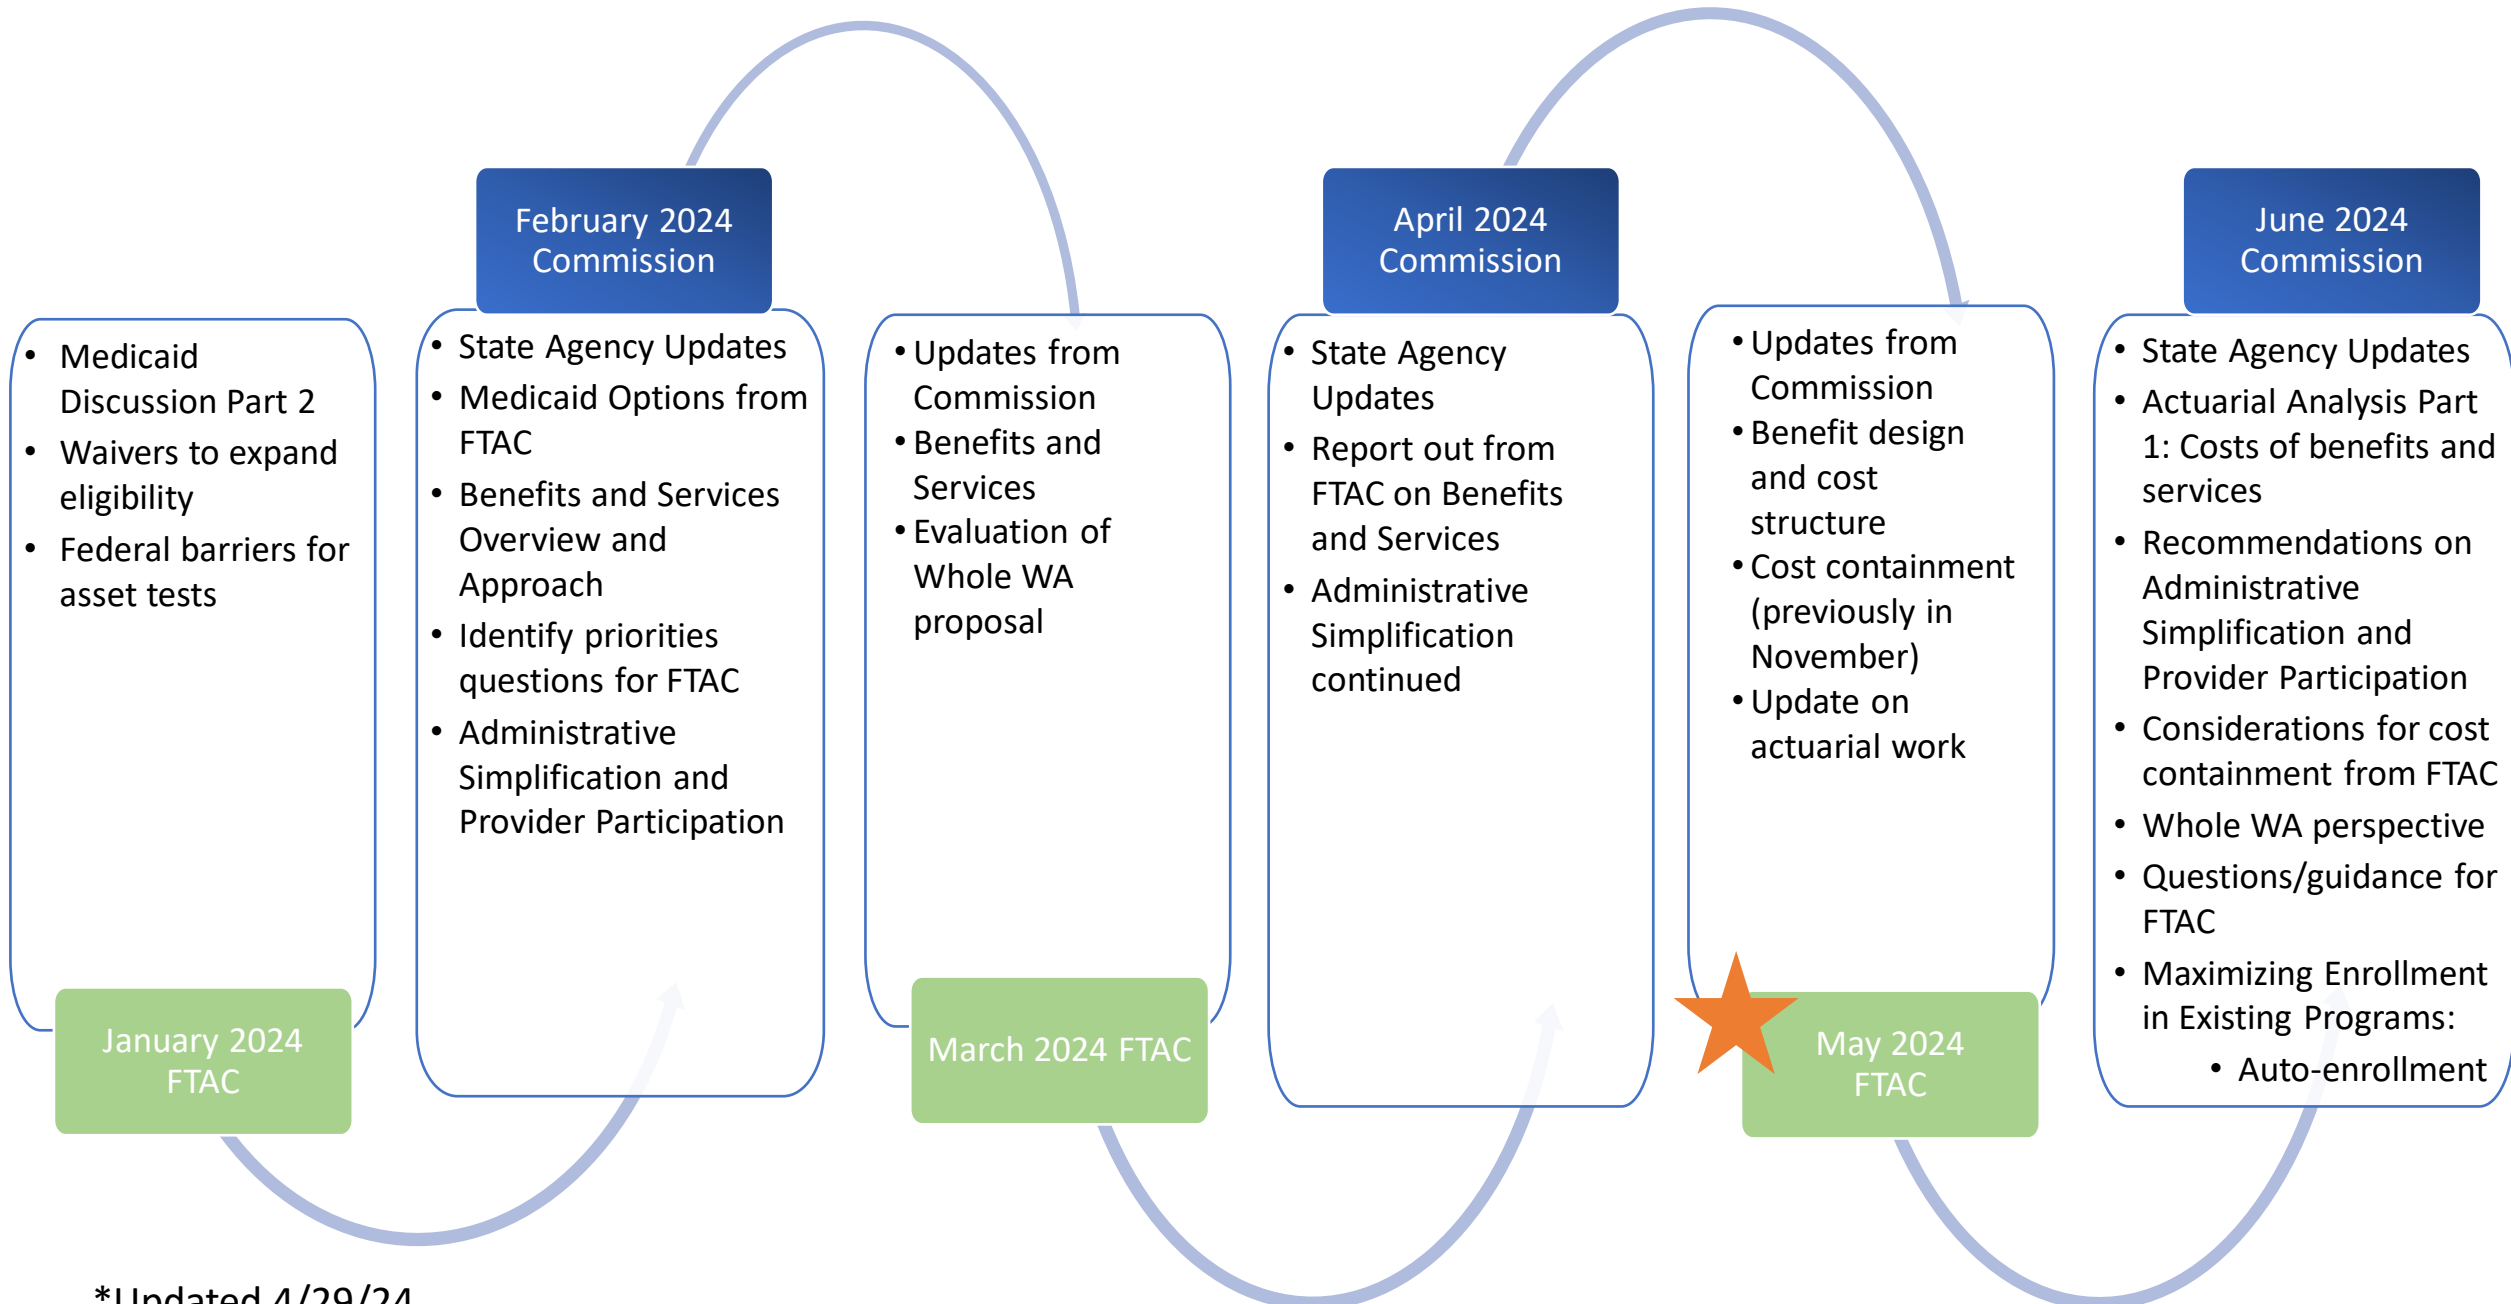 • Medicaid
Discussion Part 2
• Waivers to expand
eligibility
• Federal barriers for
asset tests
January 2024
FTAC
February 2024
Commission
• State Agency Updates
• Medicaid Options from
FTAC
• Benefits and Services
Overview and
Approach
• Identify priorities
questions for FTAC
• Administrative
Simplification and
Provider Participation
• Updates from
Commission
• Benefits and
Services
• Evaluation of
Whole WA
proposal
March 2024 FTAC
April 2024
Commission
• State Agency
Updates
• Report out from
FTAC on Benefits
and Services
• Administrative
Simplification
continued
• Updates from
Commission
• Benefit design
and cost
structure
• Cost containment
(previously in
November)
• Update on
actuarial work
May 2024
FTAC
June 2024
Commission
• State Agency Updates
• Actuarial Analysis Part
1: Costs of benefits and
services
• Recommendations on
Administrative
Simplification and
Provider Participation
• Considerations for cost
containment from FTAC
• Whole WA perspective
• Questions/guidance for
FTAC
• Maximizing Enrollment
in Existing Programs:
• Auto-enrollment
*Updated 4/29/24